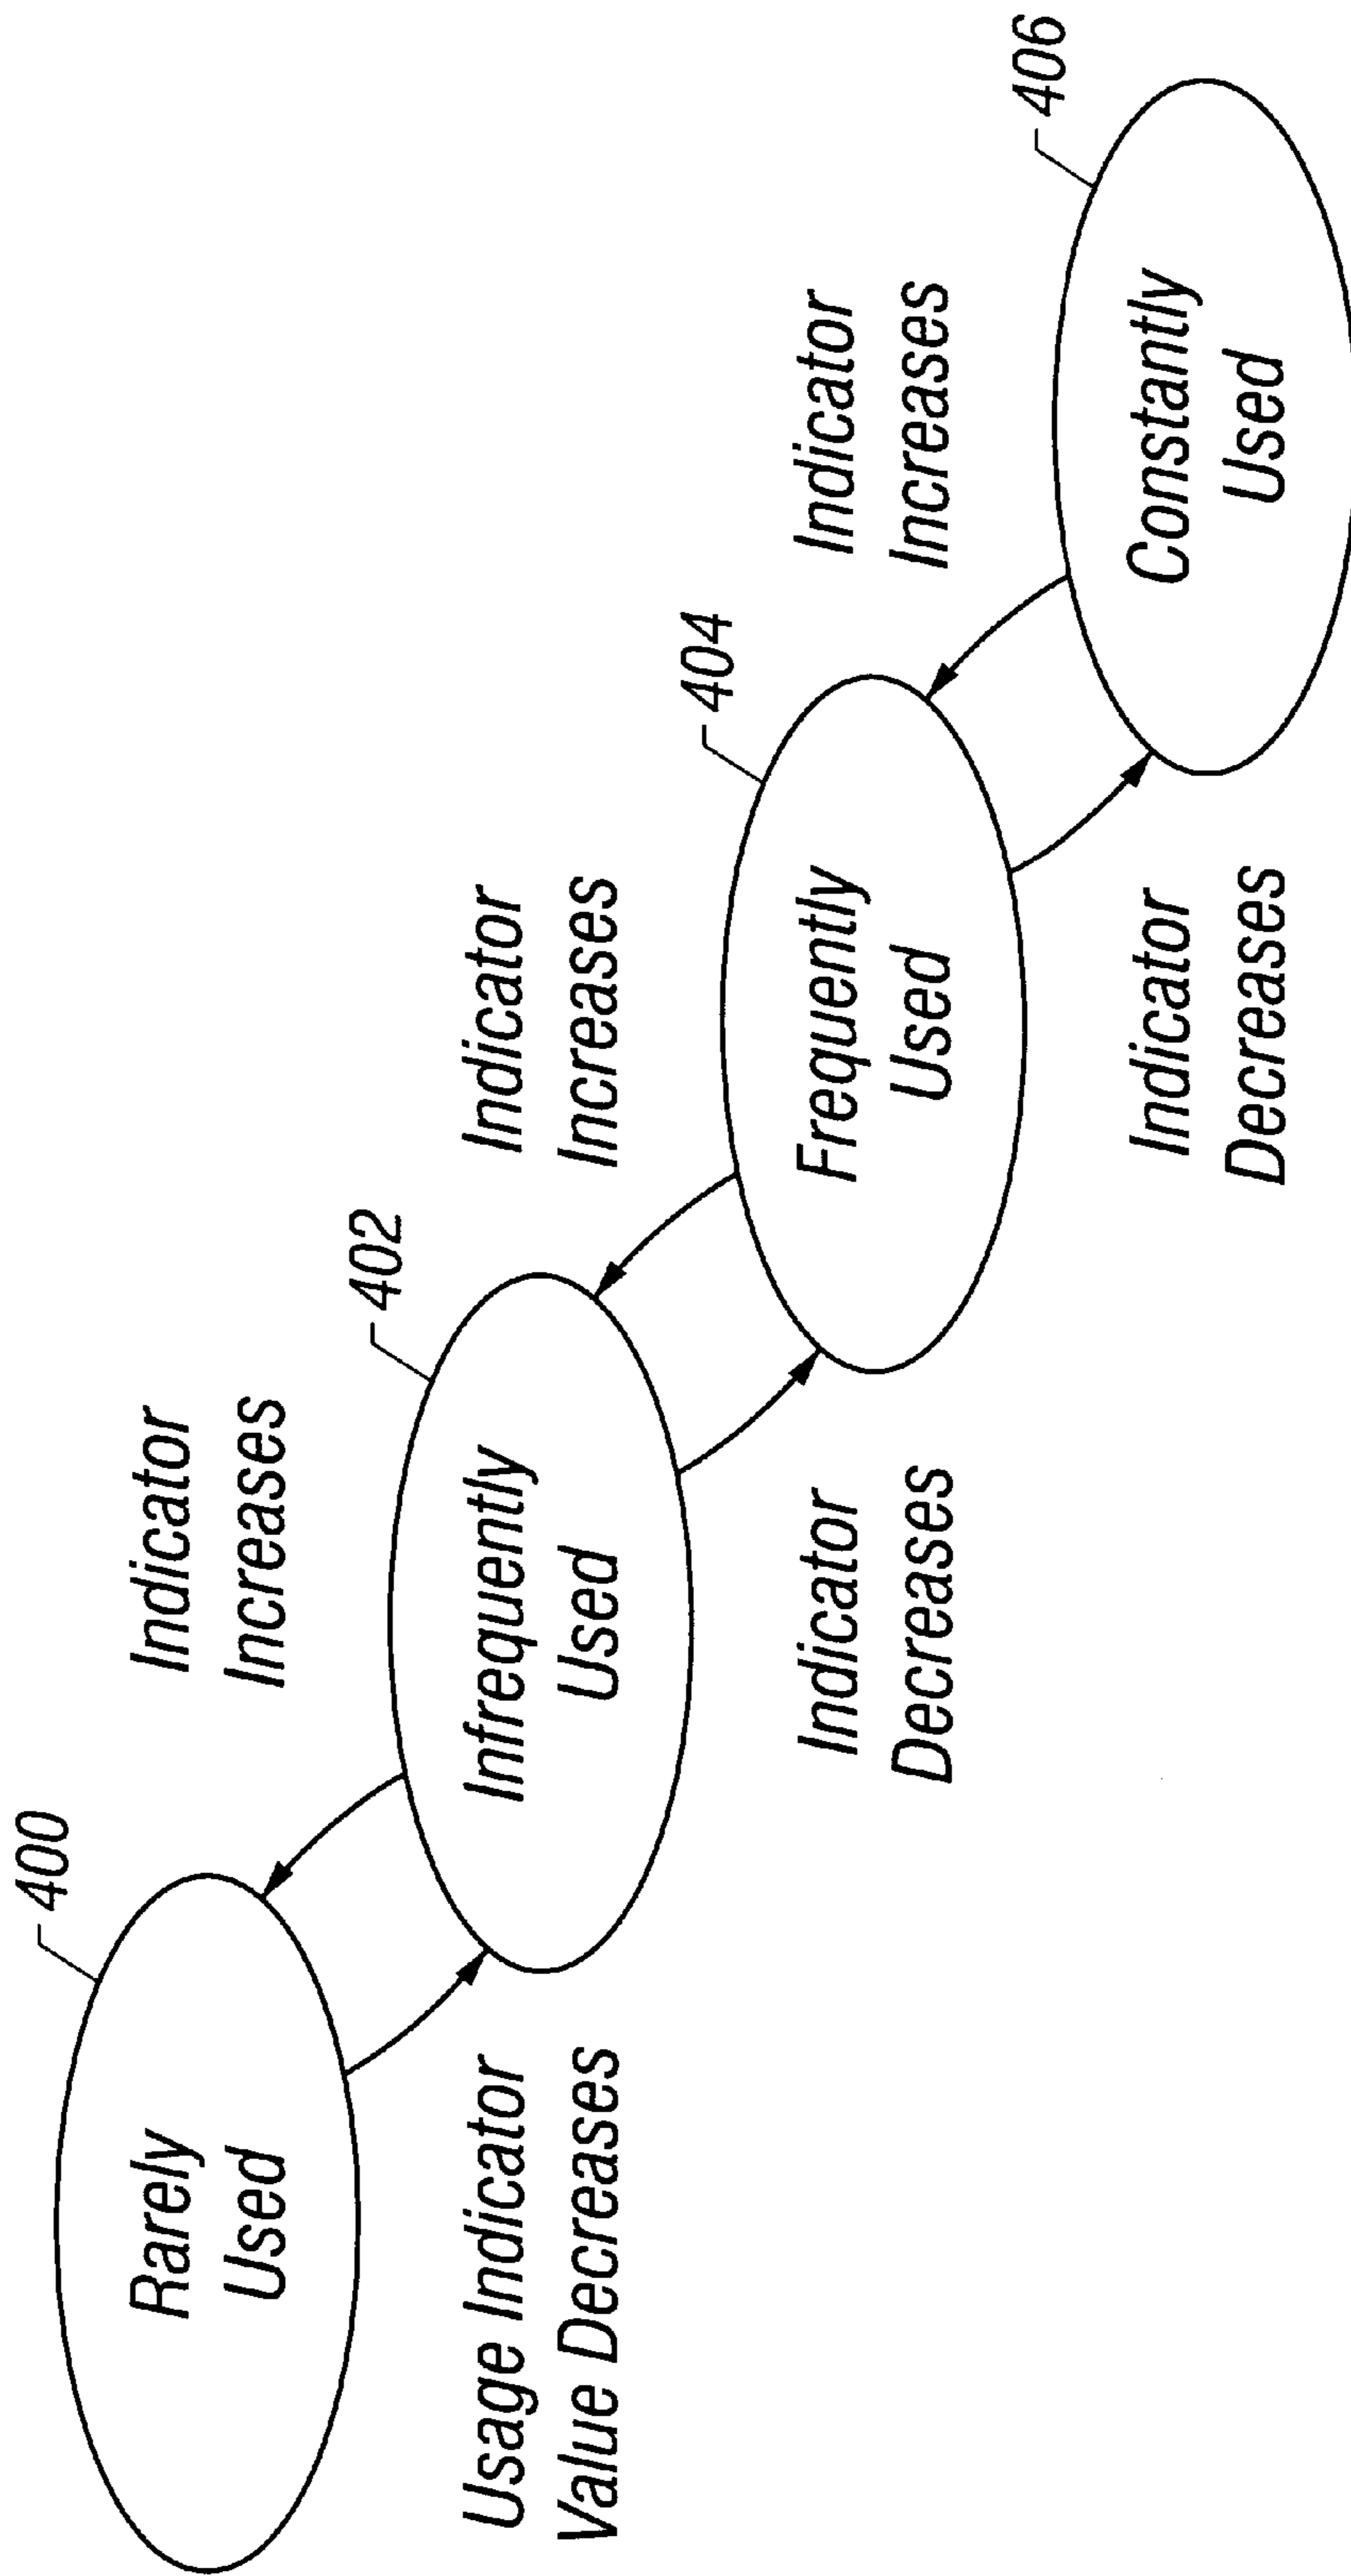 400
Rarely
Used
Usage Indicator
Value Decreases
Indicator
Increases
402
Infrequently
Used
Indicator
Decreases
Indicator
Increases
404
Frequently
Used
Indicator
Decreases
Indicator
Increases
406
Constantly
Used